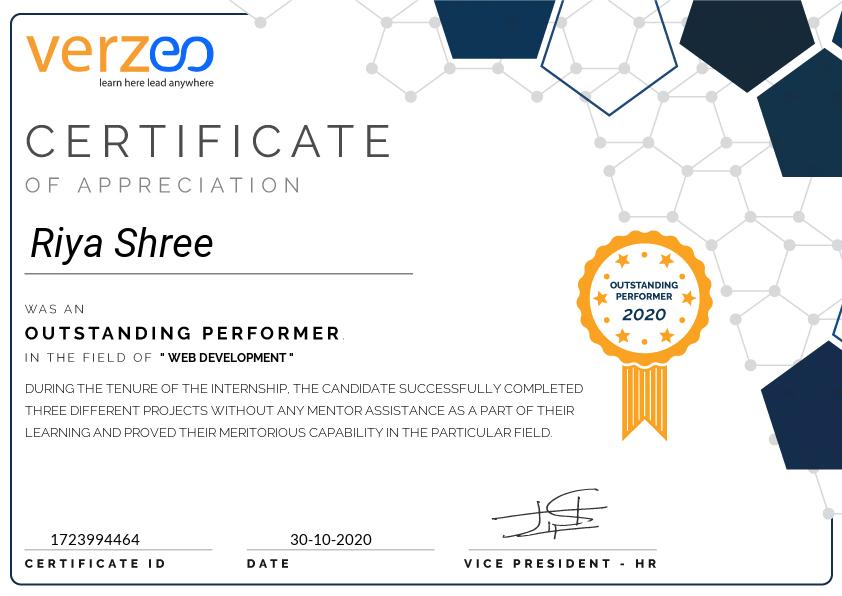 verzeo
learn here lead anywhere
CERTIFICATE
OF APPRECIATION
Riya Shree
WAS AN
OUTSTANDING PERFORMER.
IN THE FIELD OF " WEB DEVELOPMENT "
DURING THE TENURE OF THE INTERNSHIP, THE CANDIDATE SUCCESSFULLY COMPLETED
THREE DIFFERENT PROJECTS WITHOUT ANY MENTOR ASSISTANCE AS A PART OF THEIR
LEARNING AND PROVED THEIR MERITORIOUS CAPABILITY IN THE PARTICULAR FIELD.
OUTSTANDING
PERFORMER
2020
1723994464
CERTIFICATE ID
30-10-2020
DATE
VICE PRESIDENT - HR